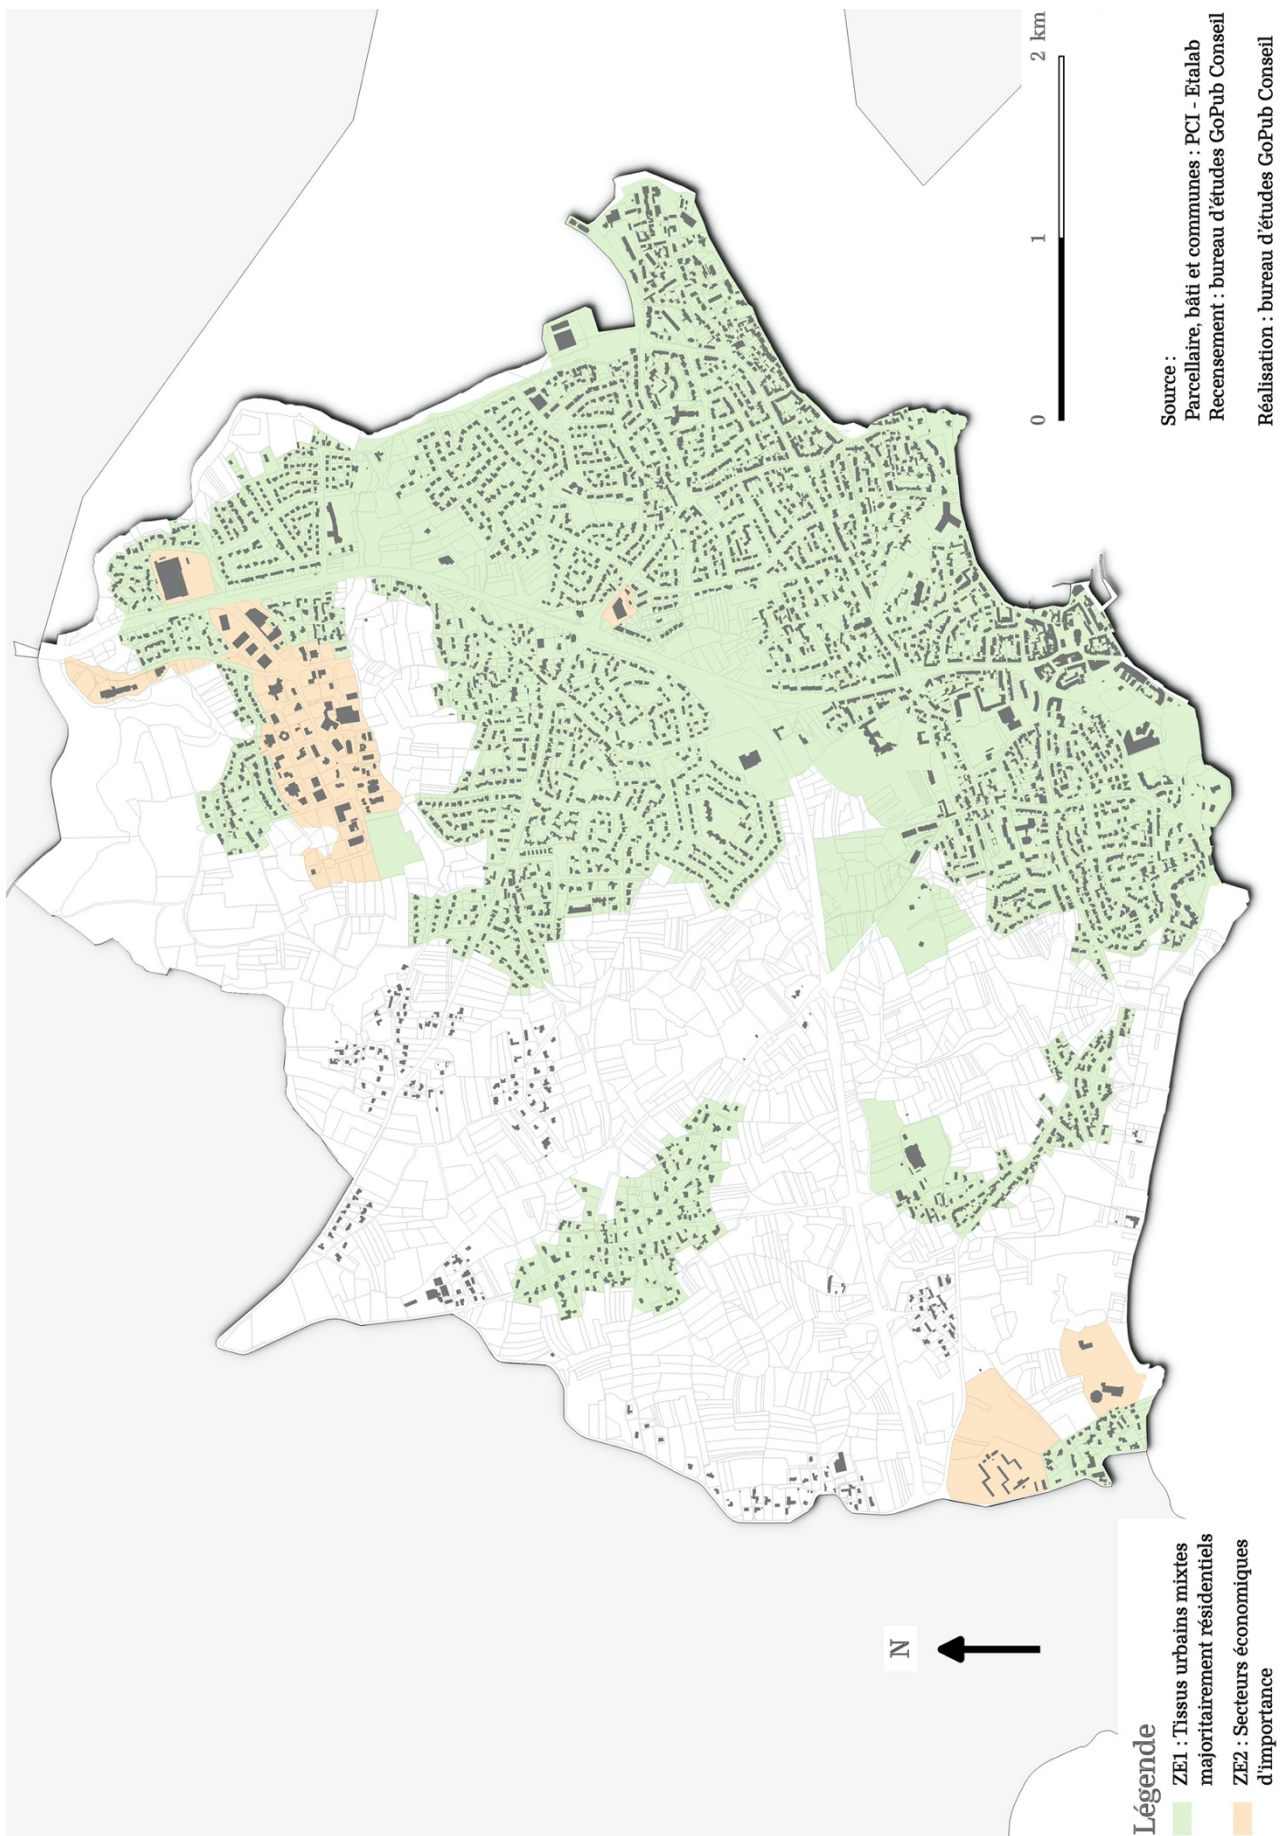 N
Légende
ZE1 : Tissus urbains mixtes
majoritairement résidentiels
ZE2 : Secteurs économiques
d'importance
0 1 2 km
Source :
Parcellaire, bâti et communes : PCI - Etalab
Recensement : bureau d'études GoPub Conseil
Réalisation : bureau d'études GoPub Conseil